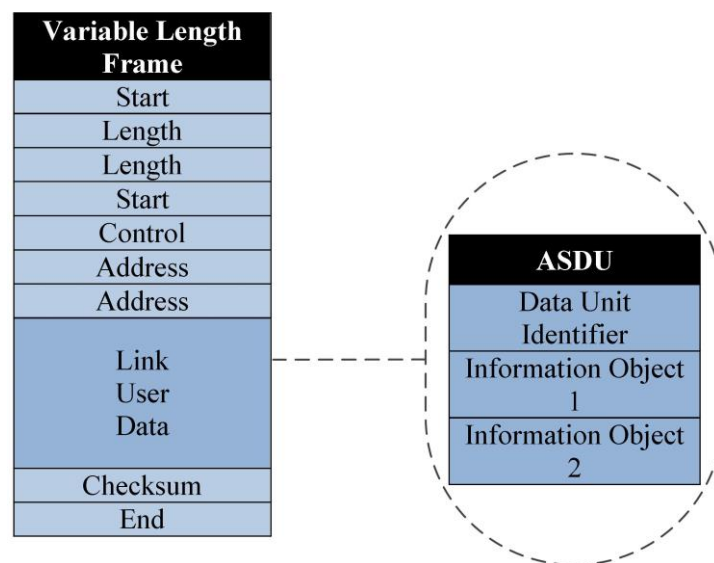 Variable Length
Frame
Start
Length
Length
Start
Control
Address
Address
Link
User
Data
Checksum
End
ASDU
Data Unit
Identifier
Information Object
1
Information Object
2